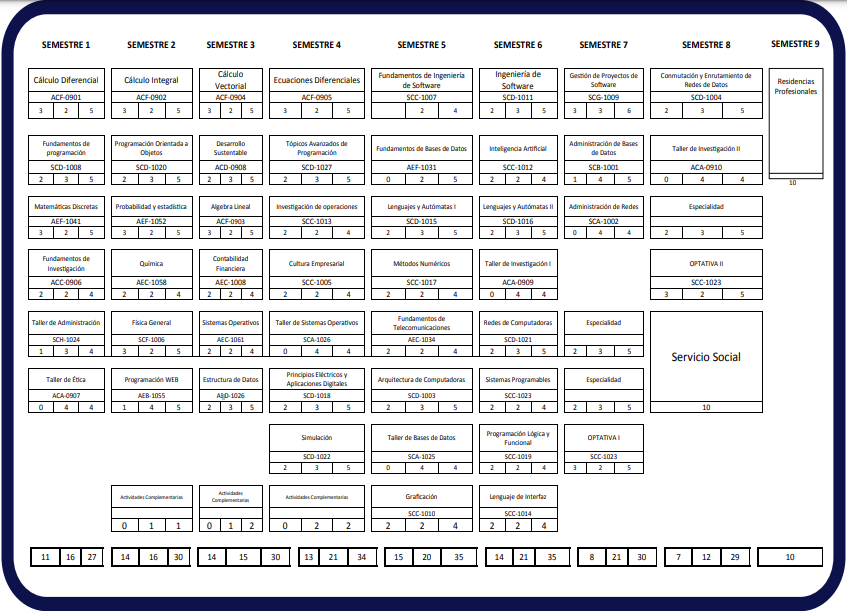 SEMESTRE 1 SEMESTRE 2 SEMESTRE 3 SEMESTRE 4 SEMESTRE 5 SEMESTRE 6 SEMESTRE 7 SEMESTRE 8 SEMESTRE 9
Cálculo Diferencial
ACF-0901
3 2 5
Cálculo Integral
ACF-0902
3 2 5
Cálculo
Vectorial
ACF-0904
3 2 5
Ecuaciones Diferenciales
ACF-0905
3 2 5
Fundamentos de Ingeniería
de Software
SCC-1007
2 4
Ingeniería de
Software
SCD-1011
2 3 5
Gestión de Proyectos de
Software
SCG-1009
3 3 6
Conmutación y Enrutamiento de
Redes de Datos
SCD-1004
2 3 5
Residencias
Profesionales
10
Fundamentos de
programación
SCD-1008
2 3 5
Programación Orientada a
Objetos
SCD-1020
2 3 5
Desarrollo
Sustentable
ACD-0908
2 3 5
Tópicos Avanzados de
Programación
SCD-1027
2 3 5
Fundamentos de Bases de Datos
AEF-1031
0 2 5
Inteligencia Artificial
SCC-1012
2 2 4
Administración de Bases
de Datos
SCB-1001
1 4 5
Taller de Investigación II
ACA-0910
0 4 4
Matemáticas Discretas
AEF-1041
3 2 5
Probabilidad y estadística
AEF-1052
3 2 5
Algebra Lineal
ACF-0903
3 2 5
Investigación de operaciones
SCC-1013
2 2 4
Lenguajes y Autómatas I
SCD-1015
2 3 5
Lenguajes y Autómatas II
SCD-1016
2 3 5
Administración de Redes
SCA-1002
0 4 4
Especialidad
2 3 5
Fundamentos de
Investigación
ACC-0906
2 2 4
Química
AEC-1058
2 2 4
Contabilidad
Financiera
AEC-1008
2 2 4
Cultura Empresarial
SCC-1005
2 2 4
Métodos Numéricos
SCC-1017
2 2 4
Taller de Investigación I
ACA-0909
0 4 4
OPTATIVA II
SCC-1023
3 2 5
Taller de Administración
SCH-1024
1 3 4
Física General
SCF-1006
3 2 5
Sistemas Operativos
AEC-1061
2 2 4
Taller de Sistemas Operativos
SCA-1026
0 4 4
Fundamentos de
Telecomunicaciones
AEC-1034
2 2 4
Redes de Computadoras
SCD-1021
2 3 5
Especialidad
2 3 5
Servicio Social
10
Taller de Ética
ACA-0907
0 4 4
Programación WEB
AEB-1055
1 4 5
Estructura de Datos
AED-1026
2 3 5
Principios Eléctricos y
Aplicaciones Digitales
SCD-1018
2 3 5
Arquitectura de Computadoras
SCD-1003
2 3 5
Sistemas Programables
SCC-1023
2 2 4
Especialidad
2 3 5
Simulación
SCD-1022
2 3 5
Taller de Bases de Datos
SCA-1025
0 4 4
Programación Lógica y
Funcional
SCC-1019
2 2 4
OPTATIVA I
SCC-1023
3 2 5
Actividades Complementarias
0 1 1
Actividades
Complementarias
0 1 2
Actividades Complementarias
0 2 2
Graficación
SCC-1010
2 2 4
Lenguaje de Interfaz
SCC-1014
2 2 4
11 16 27 14 16 30 14 15 30 13 21 34 15 20 35 14 21 35 8 21 30 7 12 29 10